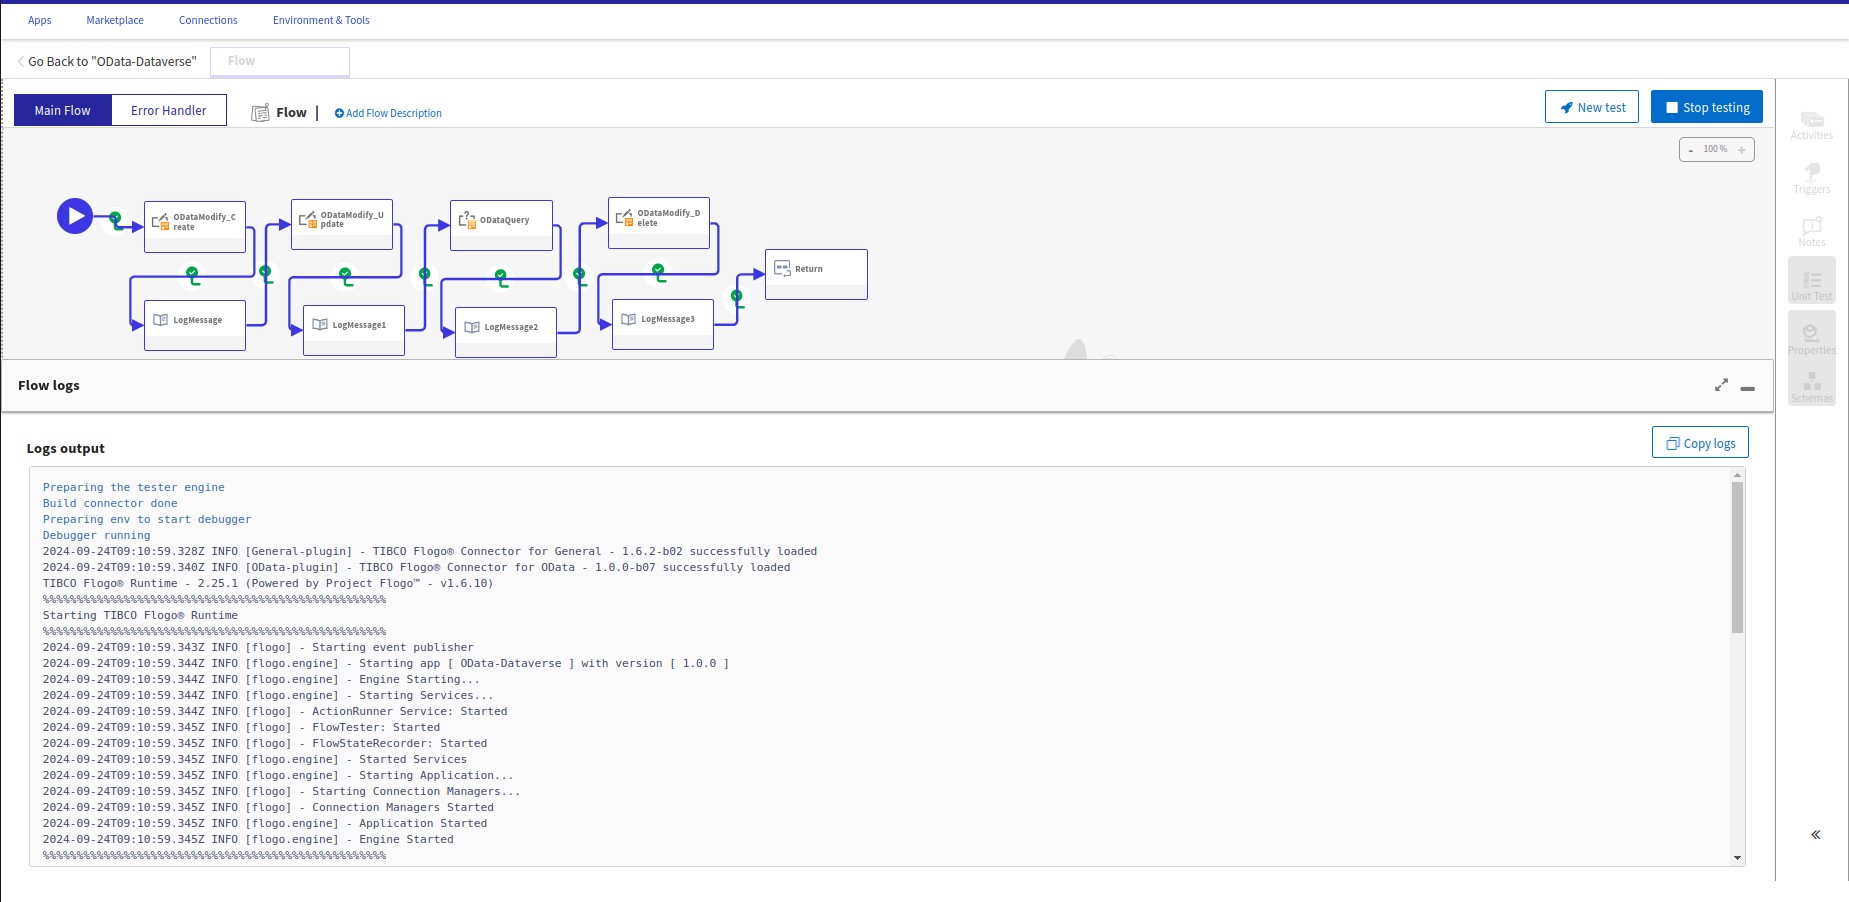 Apps Marketplace Connections Environment & Tools
Go Back to "OData-Dataverse" Flow
Main Flow Error Handler Flow | Add Flow Description New test Stop testing
- 100 % +
Activities
Triggers
Notes
Unit Test
Properties
Schemas
ODataModify_C
reate
ODataModify_U
pdate
ODataQuery
ODataModify_D
elete
Return
LogMessage
LogMessage1
LogMessage2
LogMessage3
Flow logs
Logs output
Copy logs
Preparing the tester engine
Build connector done
Preparing env to start debugger
Debugger running
2024-09-24T09:10:59.328Z INFO [General-plugin] - TIBCO Flogo® Connector for General - 1.6.2-b02 successfully loaded
2024-09-24T09:10:59.340Z INFO [OData-plugin] - TIBCO Flogo® Connector for OData - 1.0.0-b07 successfully loaded
TIBCO Flogo® Runtime - 2.25.1 (Powered by Project Flogo™ - v1.6.10)
%%%%%%%%%%%%%%%%%%%%%%%%%%%%%%%%%%%%%%%%%%%%%%%%%%%
Starting TIBCO Flogo® Runtime
%%%%%%%%%%%%%%%%%%%%%%%%%%%%%%%%%%%%%%%%%%%%%%%%%%%
2024-09-24T09:10:59.343Z INFO [flogo] - Starting event publisher
2024-09-24T09:10:59.344Z INFO [flogo.engine] - Starting app [ OData-Dataverse ] with version [ 1.0.0 ]
2024-09-24T09:10:59.344Z INFO [flogo.engine] - Engine Starting...
2024-09-24T09:10:59.344Z INFO [flogo.engine] - Starting Services...
2024-09-24T09:10:59.344Z INFO [flogo] - ActionRunner Service: Started
2024-09-24T09:10:59.345Z INFO [flogo] - FlowTester: Started
2024-09-24T09:10:59.345Z INFO [flogo] - FlowStateRecorder: Started
2024-09-24T09:10:59.345Z INFO [flogo.engine] - Started Services
2024-09-24T09:10:59.345Z INFO [flogo.engine] - Starting Application...
2024-09-24T09:10:59.345Z INFO [flogo] - Starting Connection Managers...
2024-09-24T09:10:59.345Z INFO [flogo] - Connection Managers Started
2024-09-24T09:10:59.345Z INFO [flogo.engine] - Application Started
2024-09-24T09:10:59.345Z INFO [flogo.engine] - Engine Started
%%%%%%%%%%%%%%%%%%%%%%%%%%%%%%%%%%%%%%%%%%%%%%%%%%%